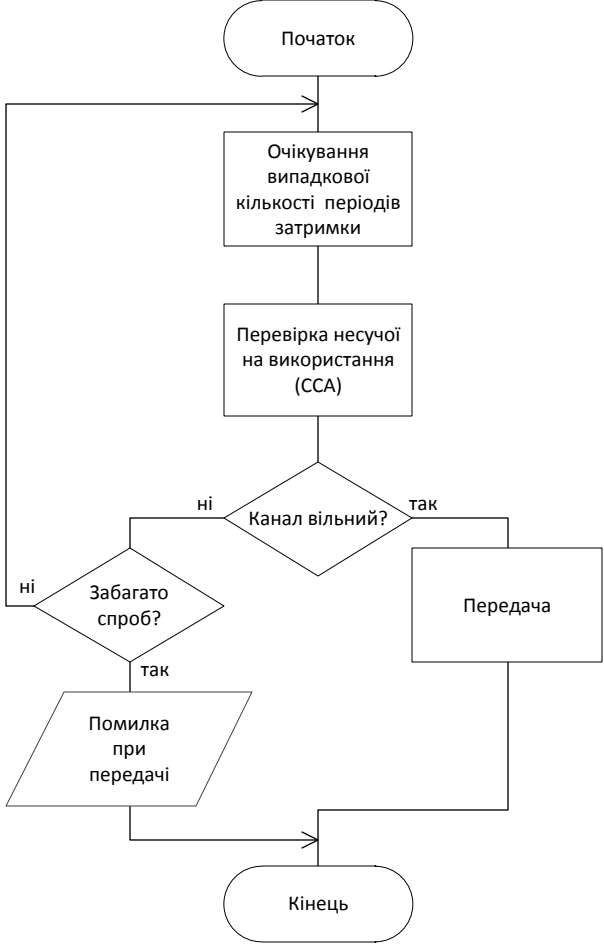 Початок
Очікування
випадкової
кількості періодів
затримки
Перевірка несучої
на використання
(CCA)
ні
Канал вільний?
так
ні
Забагато
спроб?
Передача
так
Помилка
при
передачі
Кінець